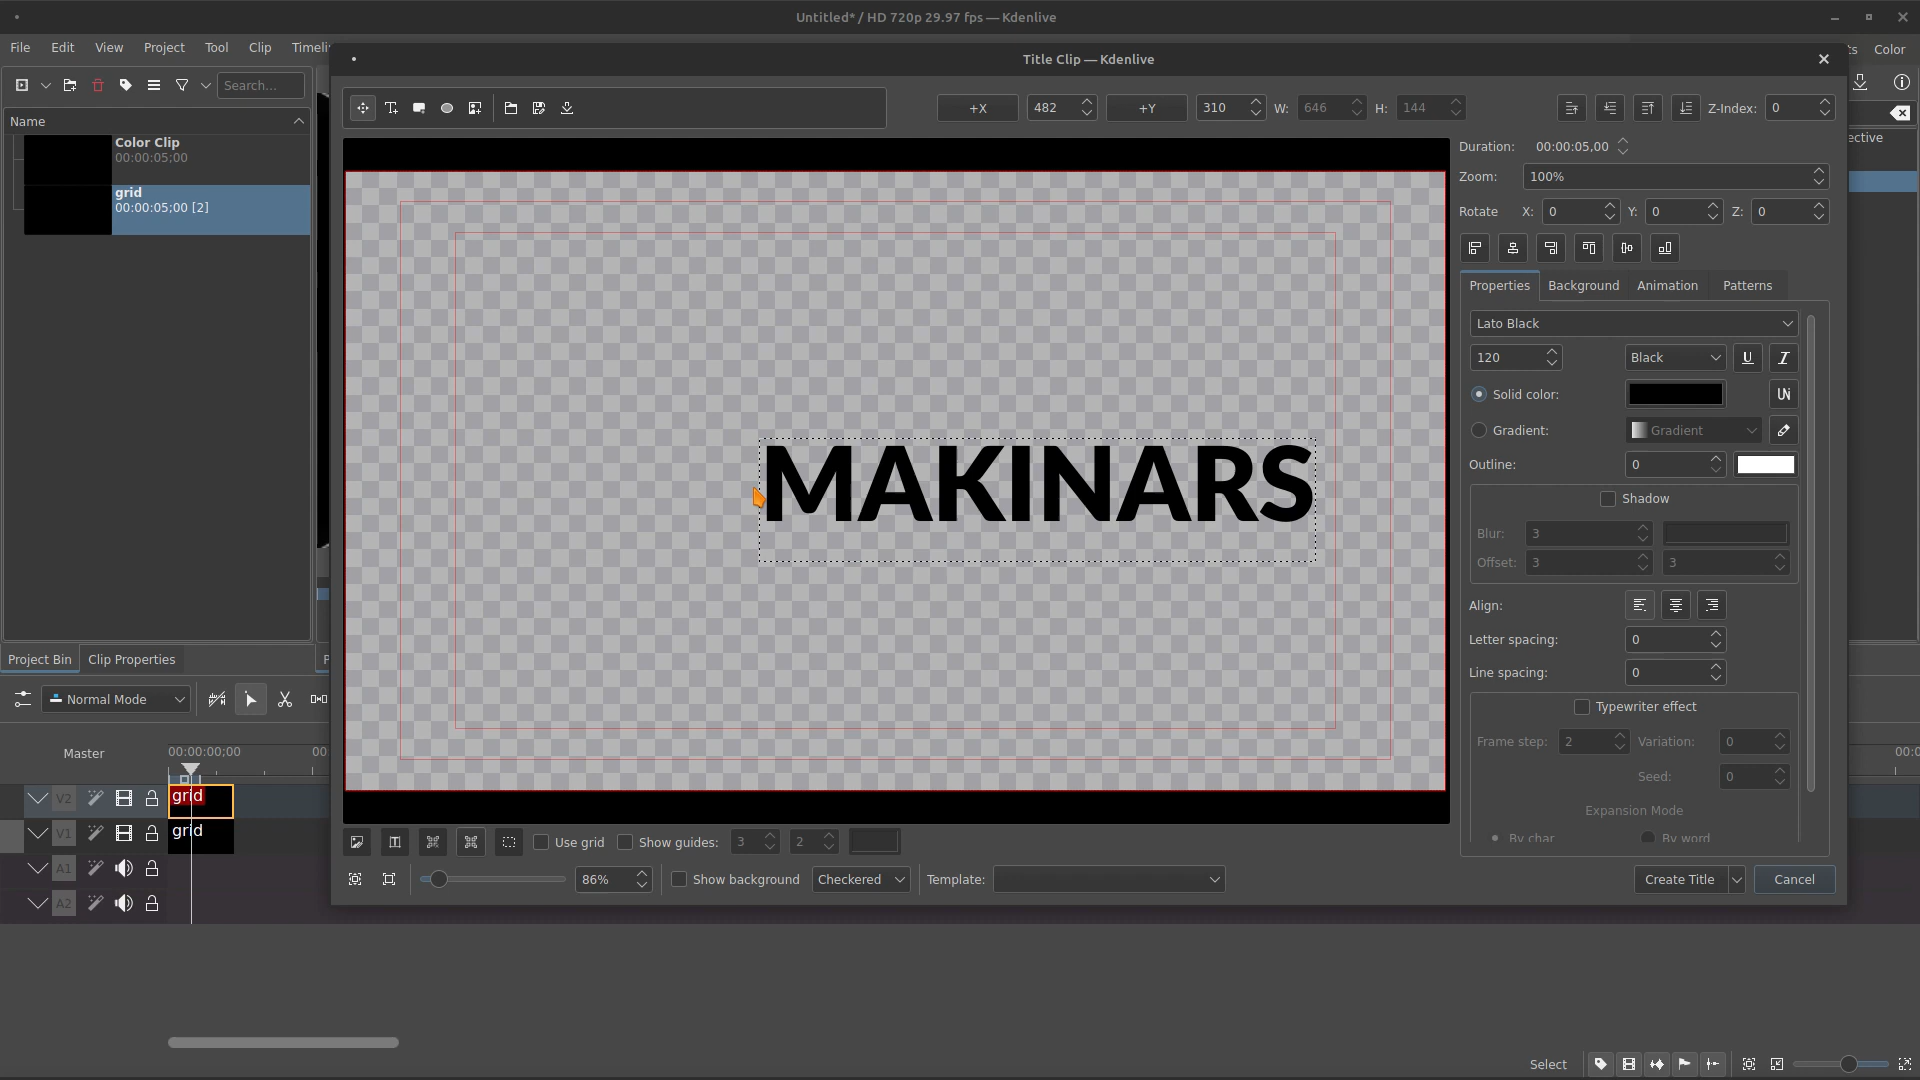 Untitled* / HD 720p 29.97 fps — Kdenlive
File Edit View Project Tool Clip
Color
Title Clip — Kdenlive
Search...
+X 482 +Y 310 W: 646 H: 144 Z-Index: 0
Name
Color Clip
00:00:05;00
grid
00:00:05;00 [2]
Duration: 00:00:05,00
Zoom: 100%
Rotate X: 0 Y: 0 Z: 0
Properties Background Animation Patterns
Lato Black
120 Black U I
Solid color:
Gradient: Gradient
Outline: 0
Shadow
Blur: 3
Offset: 3 3
Align:
Letter spacing: 0
Line spacing: 0
Typewriter effect
Frame step: 2 Variation: 0
Seed: 0
Expansion Mode
By char By word
MAKINARS
Project Bin Clip Properties
Normal Mode
Master 00:00:00;00
V2 grid
V1 grid
A1
A2
Use grid Show guides: 3 2
86% Show background Checkered Template:
Create Title Cancel
Select